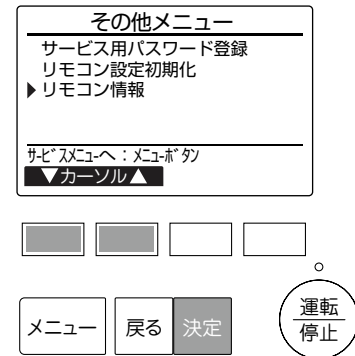 その他メニュー
サービス用パスワード登録
リモコン設定初期化
▶リモコン情報
ｻｰﾋﾞｽﾒﾆｭｰへ：ﾒﾆｭｰﾎﾞﾀﾝ
▼カーソル▲
メニュー 戻る 決定
運転
停止